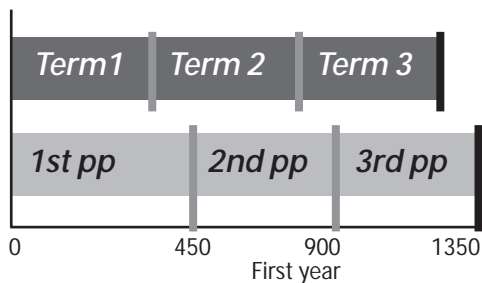 Term1 Term 2 Term 3
1st pp 2nd pp 3rd pp
0 450 900 1350
First year